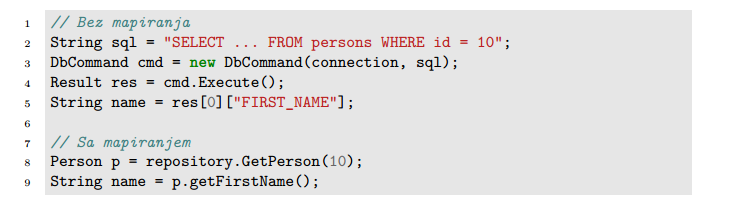 1 // Bez mapiranja
2 String sql = "SELECT ... FROM persons WHERE id = 10";
3 DbCommand cmd = new DbCommand(connection, sql);
4 Result res = cmd.Execute();
5 String name = res[0]["FIRST_NAME"];
6
7 // Sa mapiranjem
8 Person p = repository.GetPerson(10);
9 String name = p.getFirstName();